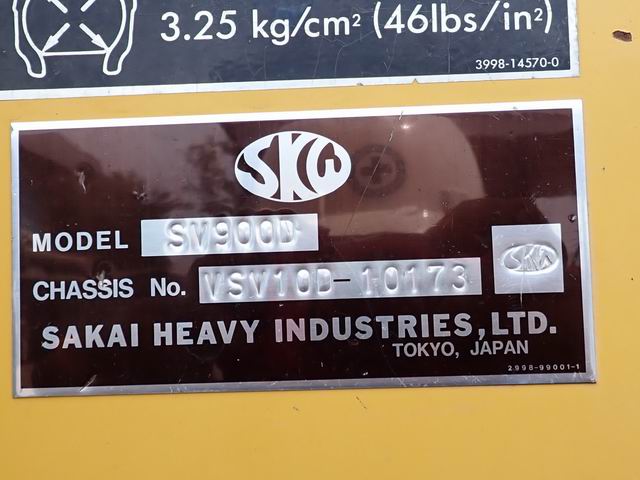 3.25 kg/cm² (46lbs/in²)
3998-14570-0
SKW
MODEL SV900D
CHASSIS No. VSV10D-10173
SKW
SAKAI HEAVY INDUSTRIES, LTD.
TOKYO, JAPAN
2998-99001-1